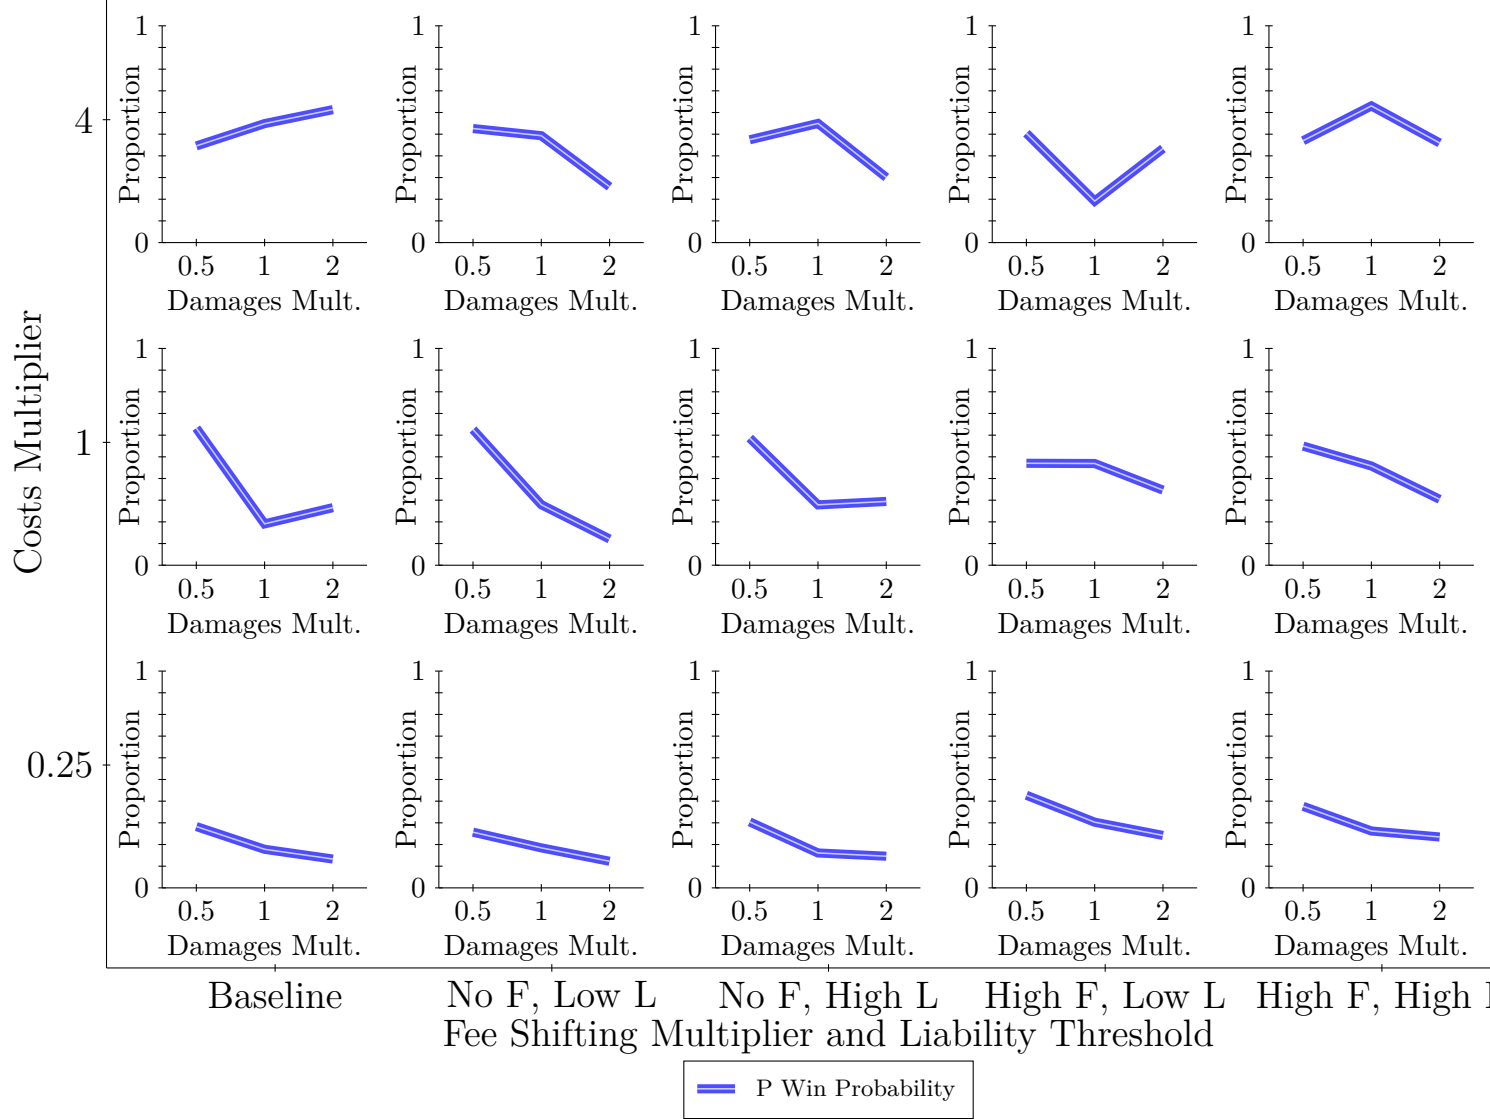 Costs Multiplier
4
1
0.25
1
Proportion
0
0.5 1 2
Damages Mult.
1
Proportion
0
0.5 1 2
Damages Mult.
1
Proportion
0
0.5 1 2
Damages Mult.
1
Proportion
0
0.5 1 2
Damages Mult.
1
Proportion
0
0.5 1 2
Damages Mult.
1
Proportion
0
0.5 1 2
Damages Mult.
1
Proportion
0
0.5 1 2
Damages Mult.
1
Proportion
0
0.5 1 2
Damages Mult.
1
Proportion
0
0.5 1 2
Damages Mult.
1
Proportion
0
0.5 1 2
Damages Mult.
1
Proportion
0
0.5 1 2
Damages Mult.
1
Proportion
0
0.5 1 2
Damages Mult.
1
Proportion
0
0.5 1 2
Damages Mult.
1
Proportion
0
0.5 1 2
Damages Mult.
1
Proportion
0
0.5 1 2
Damages Mult.
Baseline
No F, Low L
No F, High L
High F, Low L
High F, High
Fee Shifting Multiplier and Liability Threshold
P Win Probability